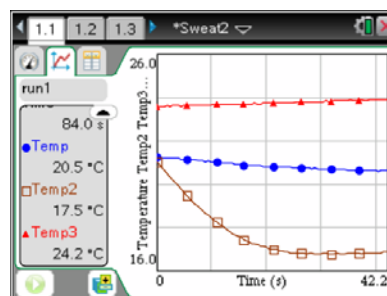 1.1 1.2 1.3 *Sweat2
run1
84.0 s
Temp
20.5 °C
Temp2
17.5 °C
Temp3
24.2 °C
26.0
Temperature Temp2 Temp3...
16.0
0 Time (s) 42.2